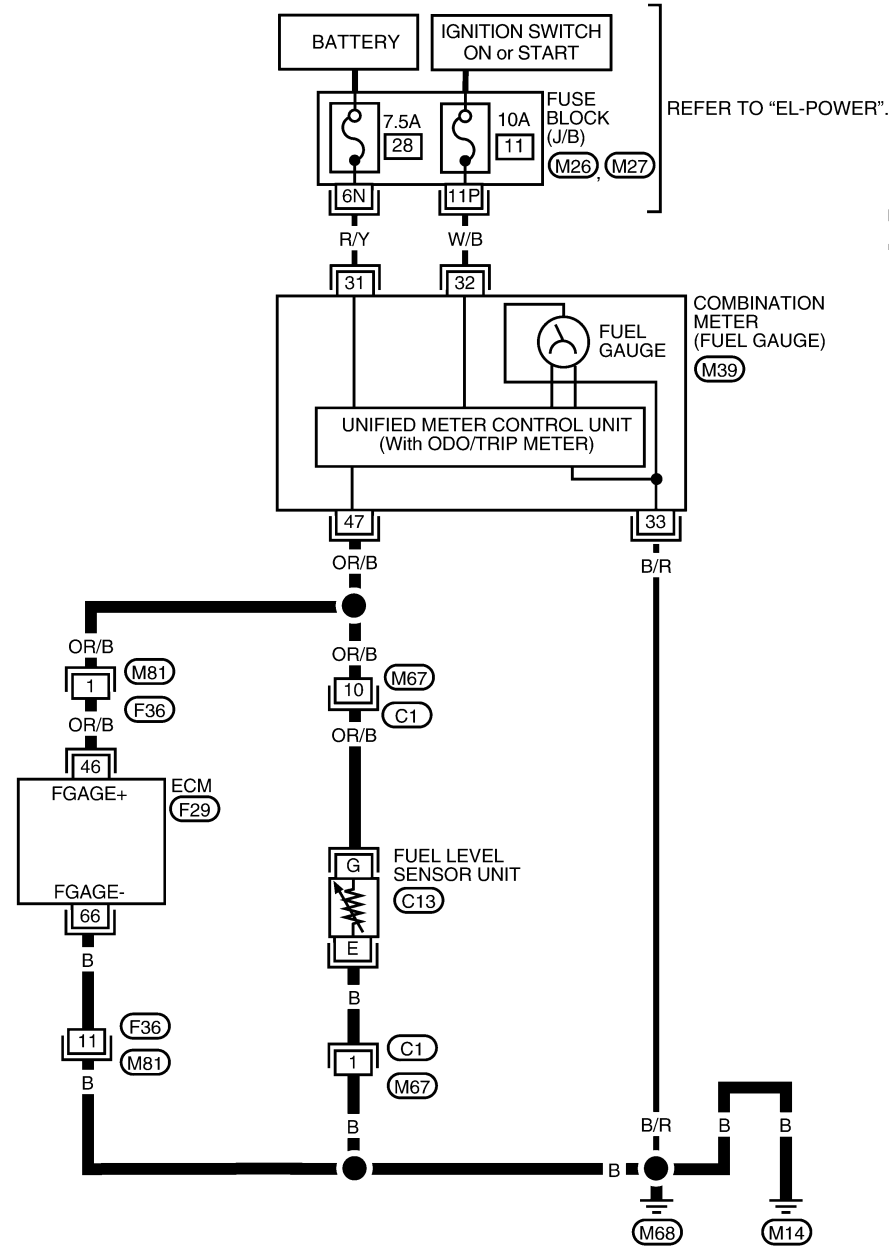 BATTERY
IGNITION SWITCH
ON or START
REFER TO “EL-POWER”.
7.5A
28
10A
11
FUSE
BLOCK
(J/B)
M26 , M27
6N
11P
R/Y
W/B
31
32
COMBINATION
METER
(FUEL GAUGE)
M39
FUEL
GAUGE
UNIFIED METER CONTROL UNIT
(With ODO/TRIP METER)
47
33
OR/B
B/R
OR/B
OR/B
1
M81
F36
10
M67
C1
OR/B
OR/B
46
FGAGE+
ECM
F29
FGAGE-
66
G
FUEL LEVEL
SENSOR UNIT
C13
E
B
B
11
F36
M81
1
C1
M67
B
B
B/R
B
B
B
M68
M14